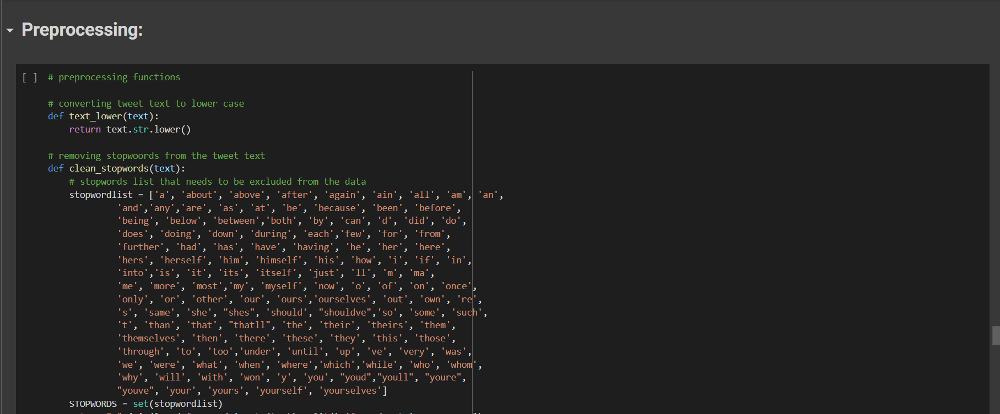 Preprocessing:
[ ] # preprocessing functions
# converting tweet text to lower case
def text_lower(text):
return text.str.lower()
# removing stopwoords from the tweet text
def clean_stopwords(text):
# stopwords list that needs to be excluded from the data
stopwordlist = ['a', 'about', 'above', 'after', 'again', 'ain', 'all', 'am', 'an',
'and','any','are', 'as', 'at', 'be', 'because', 'been', 'before',
'being', 'below', 'between','both', 'by', 'can', 'd', 'did', 'do',
'does', 'doing', 'down', 'during', 'each','few', 'for', 'from',
'further', 'had', 'has', 'have', 'having', 'he', 'her', 'here',
'hers', 'herself', 'him', 'himself', 'his', 'how', 'i', 'if', 'in',
'into','is', 'it', 'its', 'itself', 'just', 'll', 'm', 'ma',
'me', 'more', 'most','my', 'myself', 'now', 'o', 'of', 'on', 'once',
'only', 'or', 'other', 'our', 'ours','ourselves', 'out', 'own', 're',
's', 'same', 'she', "shes", 'should', "shouldve",'so', 'some', 'such',
't', 'than', 'that', "thatll", 'the', 'their', 'theirs', 'them',
'themselves', 'then', 'there', 'these', 'they', 'this', 'those',
'through', 'to', 'too','under', 'until', 'up', 've', 'very', 'was',
'we', 'were', 'what', 'when', 'where','which','while', 'who', 'whom',
'why', 'will', 'with', 'won', 'y', 'you', "youd","youll", "youre",
"youve", 'your', 'yours', 'yourself', 'yourselves']
STOPWORDS = set(stopwordlist)